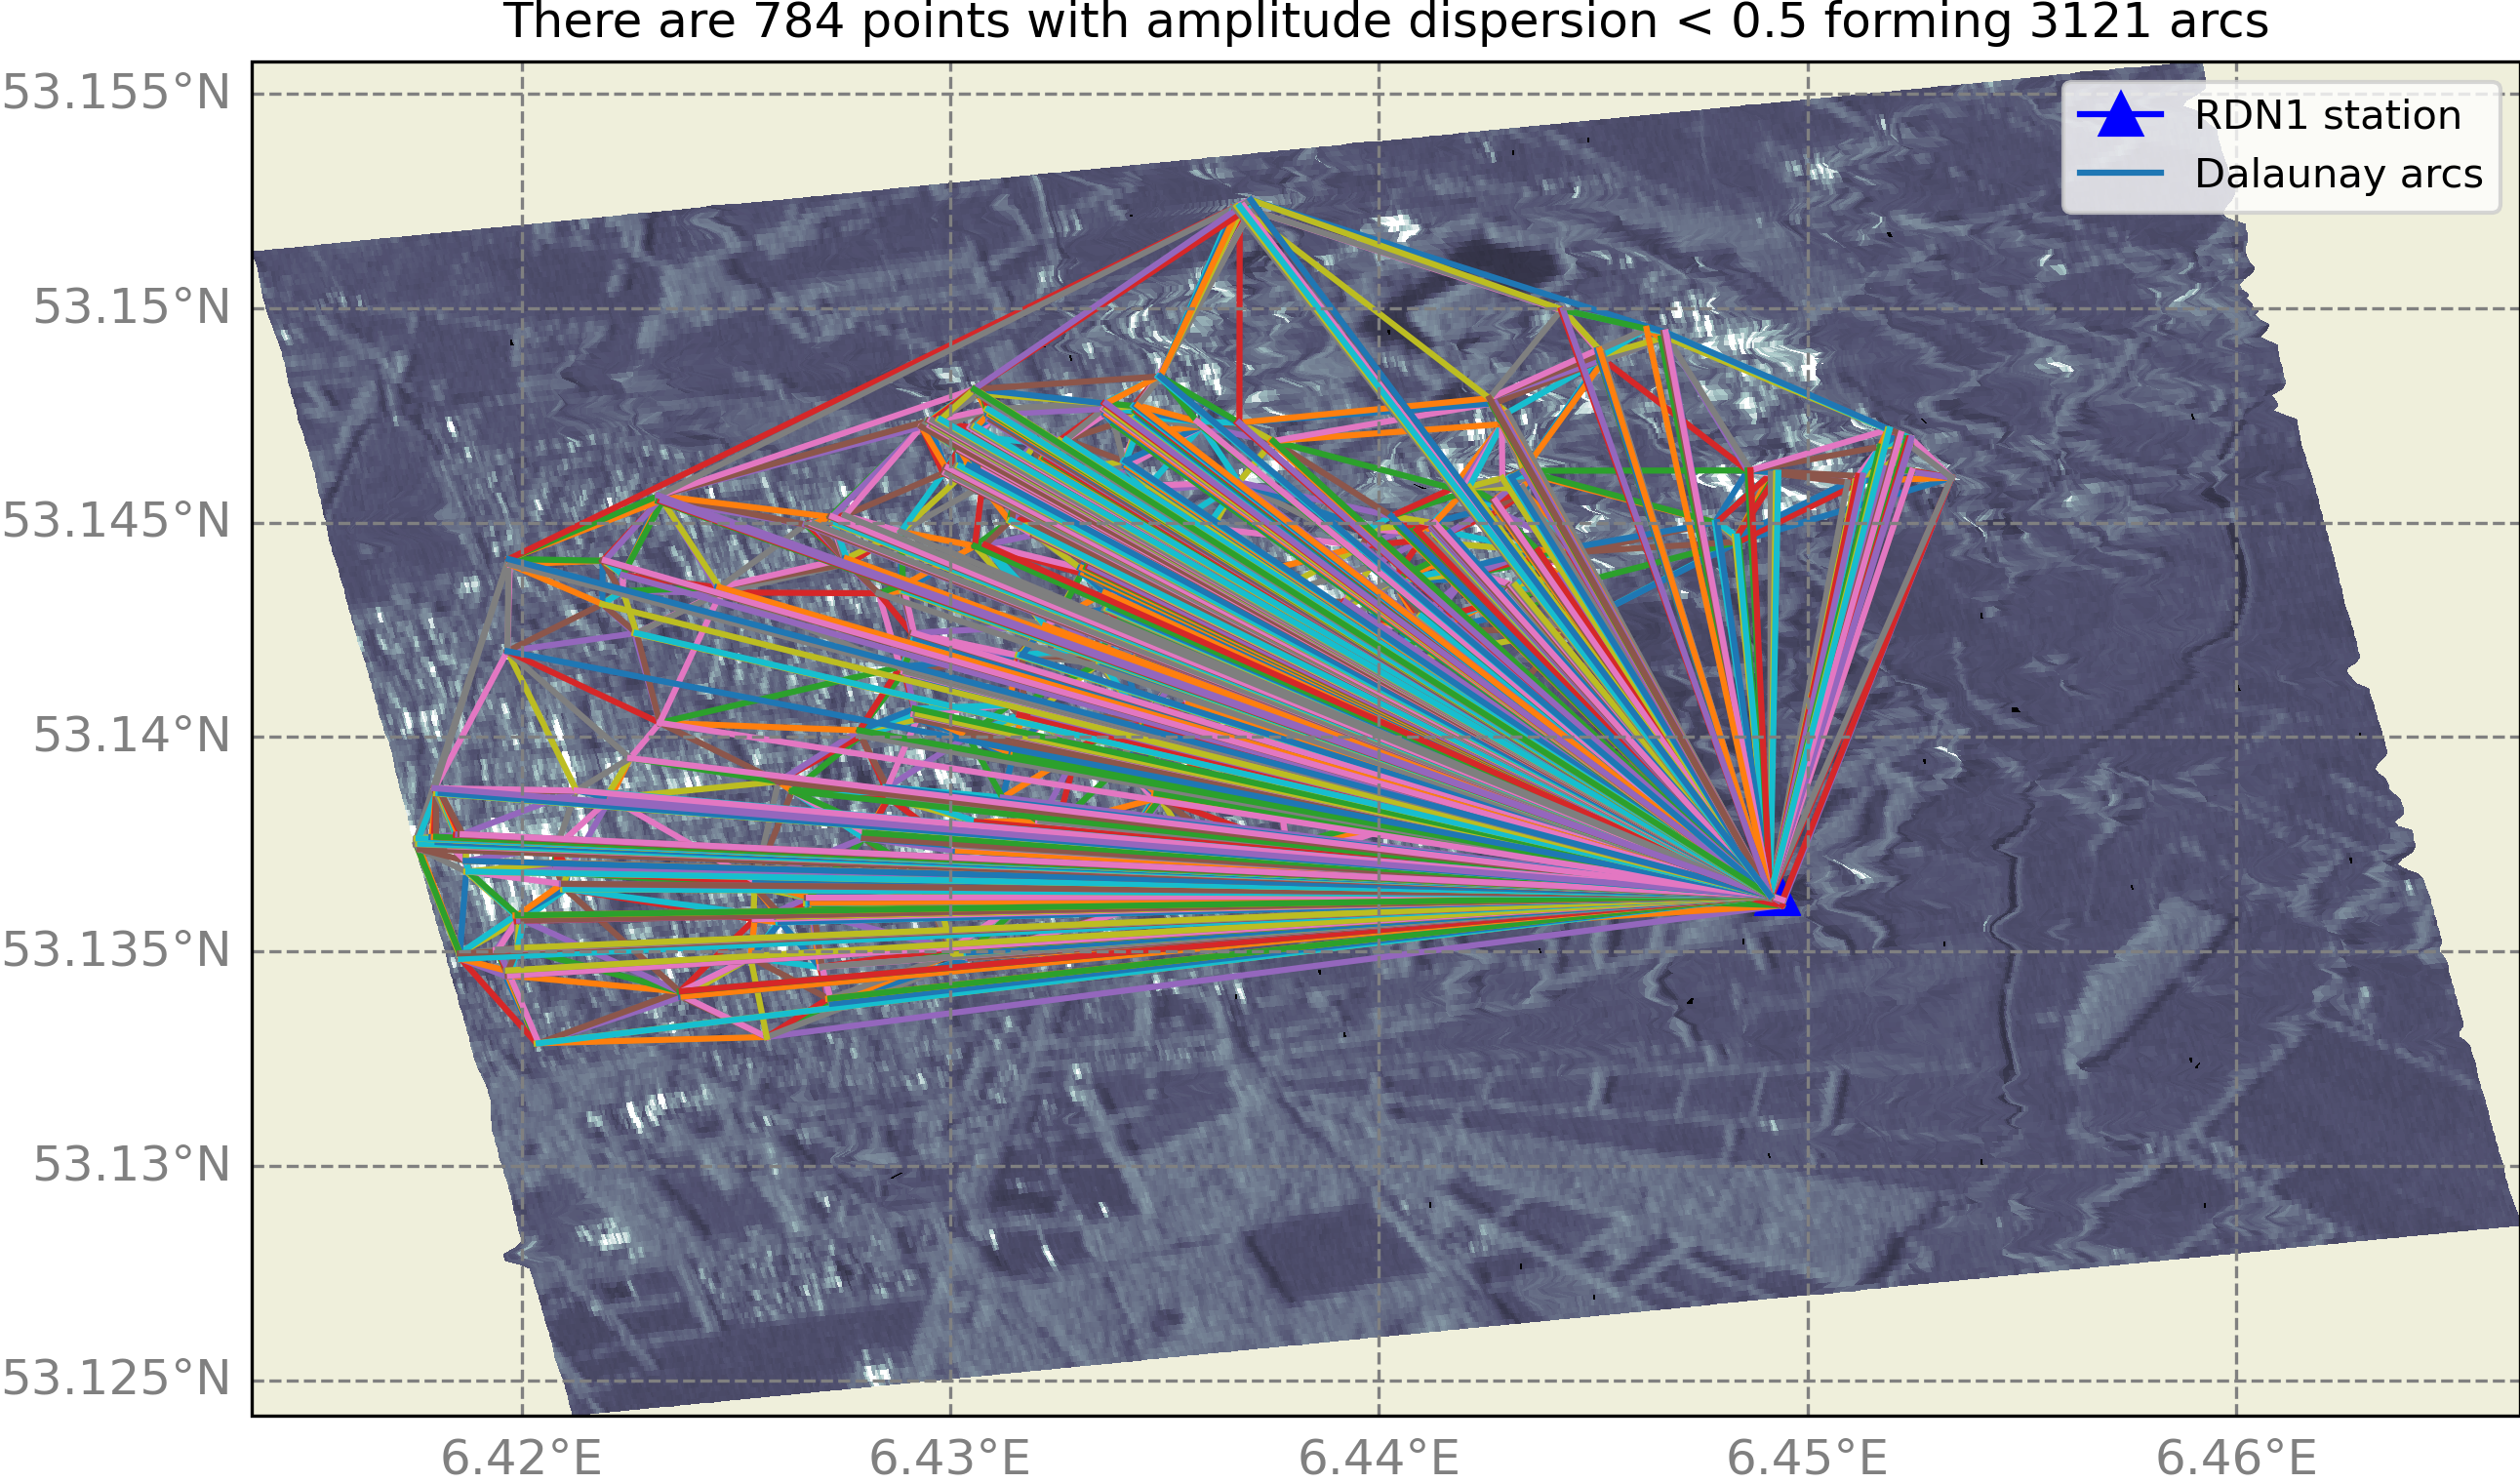 There are 784 points with amplitude dispersion < 0.5 forming 3121 arcs
53.155°N
RDN1 station
Dalaunay arcs
53.15°N
53.145°N
53.14°N
53.135°N
53.13°N
53.125°N
6.42°E 6.43°E 6.44°E 6.45°E 6.46°E